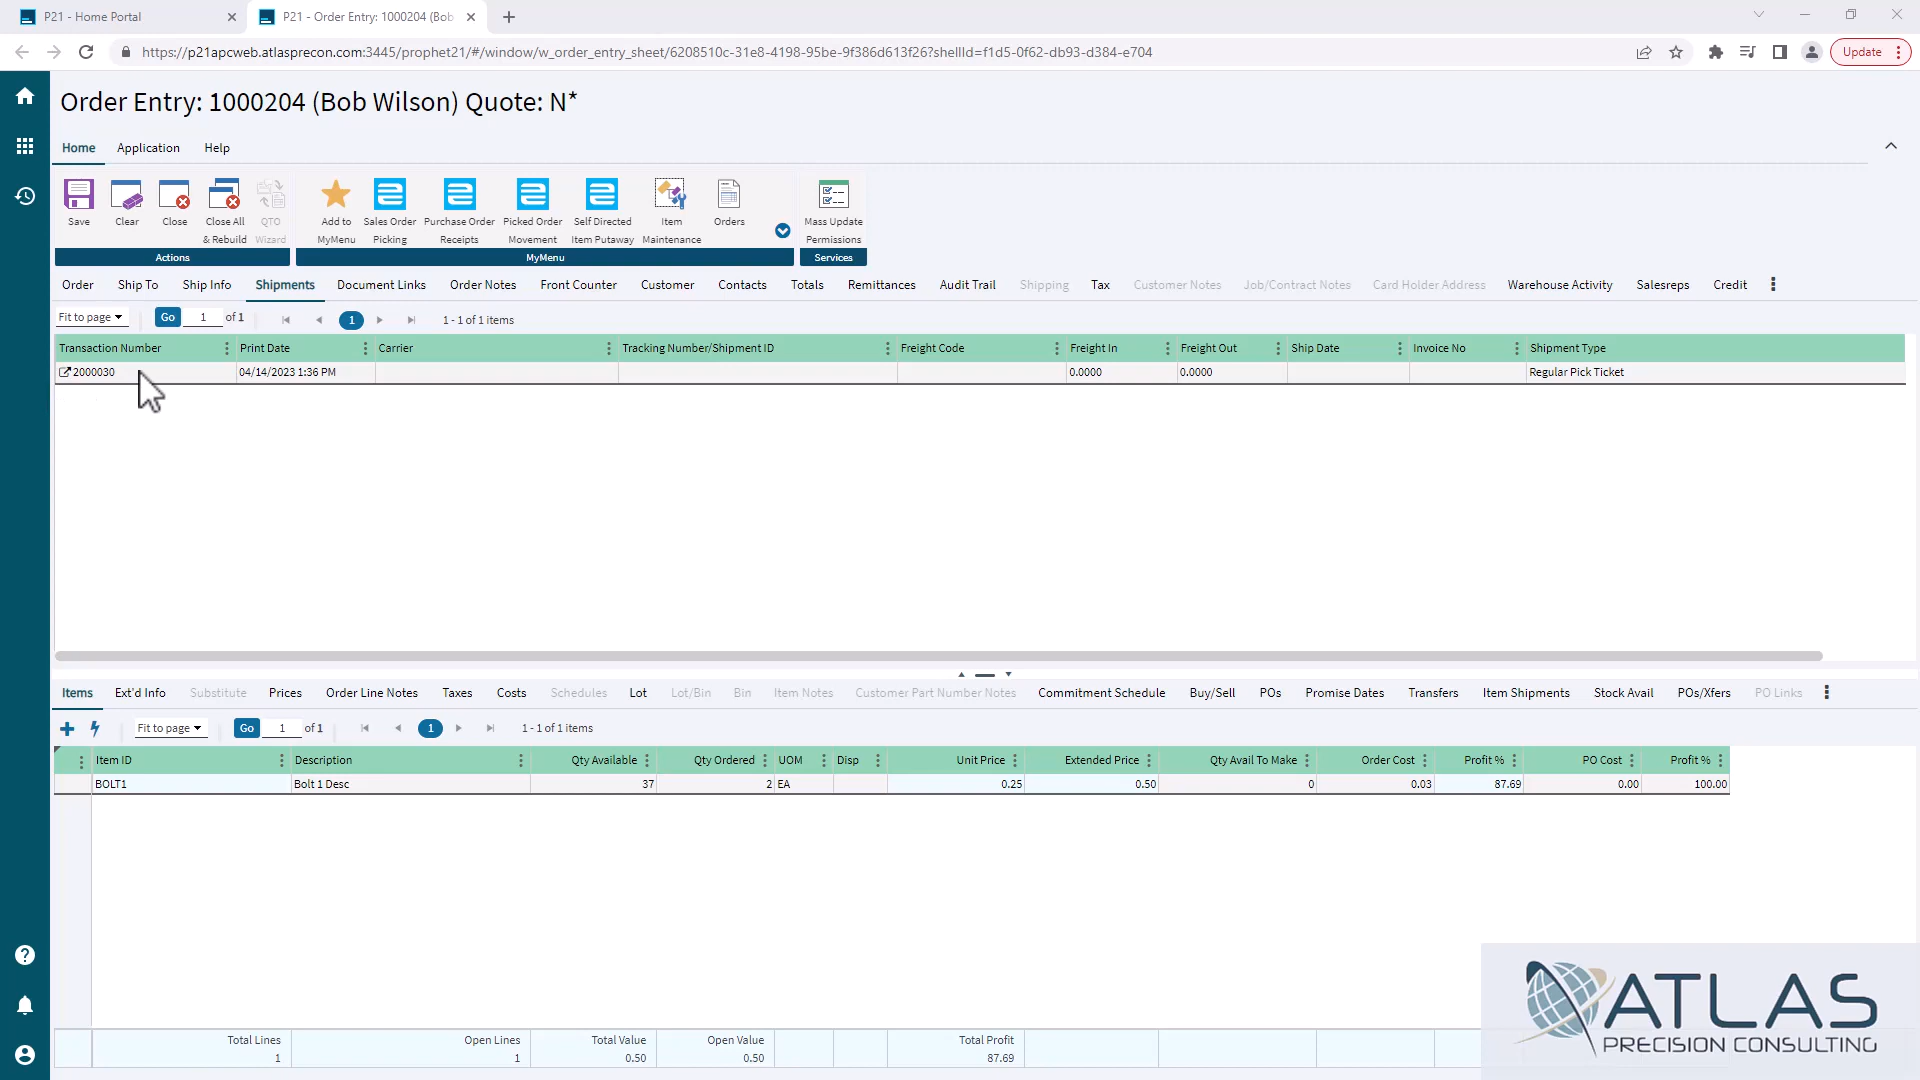 P21 - Home Portal
P21 - Order Entry: 1000204 (Bob
https://p21apcweb.atlasprecon.com:3445/prophet21/#/window/w_order_entry_sheet/6208510c-31e8-4198-95be-9f386d613f26?shellId=f1d5-0f62-db93-d384-e704
Update
Order Entry: 1000204 (Bob Wilson) Quote: N*
Home Application Help
Save Clear Close Close All & Rebuild QTO Wizard Add to MyMenu Sales Order Picking Purchase Order Receipts Picked Order Movement Self Directed Item Putaway Item Maintenance Orders Mass Update Permissions
Actions MyMenu Services
Order Ship To Ship Info Shipments Document Links Order Notes Front Counter Customer Contacts Totals Remittances Audit Trail Shipping Tax Customer Notes Job/Contract Notes Card Holder Address Warehouse Activity Salesreps Credit
Fit to page Go 1 of 1 1 1 - 1 of 1 items
Transaction Number Print Date Carrier Tracking Number/Shipment ID Freight Code Freight In Freight Out Ship Date Invoice No Shipment Type
2000030 04/14/2023 1:36 PM 0.0000 0.0000 Regular Pick Ticket
Items Ext'd Info Substitute Prices Order Line Notes Taxes Costs Schedules Lot Lot/Bin Bin Item Notes Customer Part Number Notes Commitment Schedule Buy/Sell POs Promise Dates Transfers Item Shipments Stock Avail POs/Xfers PO Links
Fit to page Go 1 of 1 1 1 - 1 of 1 items
Item ID Description Qty Available Qty Ordered UOM Disp Unit Price Extended Price Qty Avail To Make Order Cost Profit % PO Cost Profit %
BOLT1 Bolt 1 Desc 37 2 EA 0.25 0.50 0 0.03 87.69 0.00 100.00
Total Lines Open Lines Total Value Open Value Total Profit
1 1 0.50 0.50 87.69
ATLAS
PRECISION CONSULTING